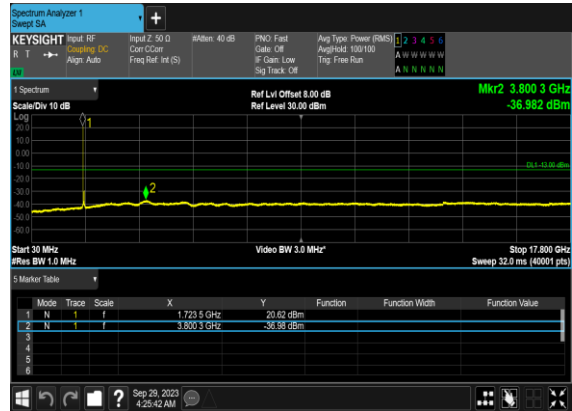 Spectrum Analyzer 1
Swept SA
+
KEYSIGHT Input: RF Input Z: 50 Ω #Atten: 40 dB PNO: Fast Avg Type: Power (RMS) 1 2 3 4 5 6
R T Coupling: DC Corr CCorr Gate: Off Avg|Hold: 100/100 A W W W W W
Align: Auto Freq Ref: Int (S) IF Gain: Low Trig: Free Run
Sig Track: Off A N N N N N
1 Spectrum Ref Lvl Offset 8.00 dB Mkr2 3.800 3 GHz
Scale/Div 10 dB Ref Level 30.00 dBm -36.982 dBm
Log
20.0
10.0
0.00
-10.0
-20.0
-30.0
-40.0
-50.0
-60.0
1
2
DL1 -13.00 dBm
Start 30 MHz Video BW 3.0 MHz* Stop 17.800 GHz
#Res BW 1.0 MHz Sweep 32.0 ms (40001 pts)
5 Marker Table
Mode Trace Scale X Y Function Function Width Function Value
1 N 1 f 1.723 5 GHz 20.62 dBm
2 N 1 f 3.800 3 GHz -36.98 dBm
3
4
5
6
? Sep 29, 2023
4:25:42 AM